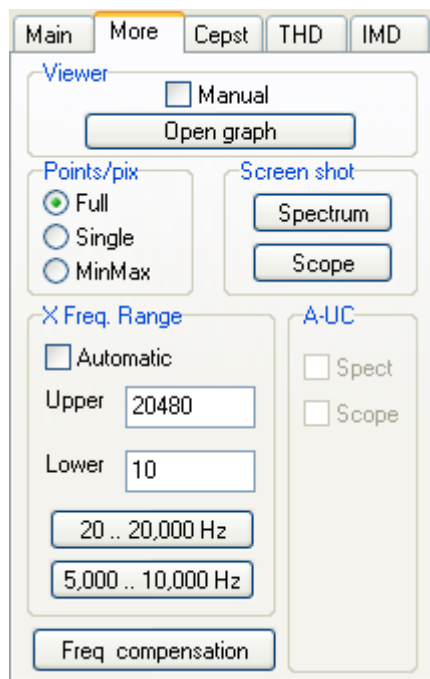 Main More Cepst THD IMD
Viewer
Manual
Open graph
Points/pix
Full
Single
MinMax
Screen shot
Spectrum
Scope
X Freq. Range
Automatic
Upper 20480
Lower 10
20 .. 20,000 Hz
5,000 .. 10,000 Hz
A-UC
Spect
Scope
Freq compensation